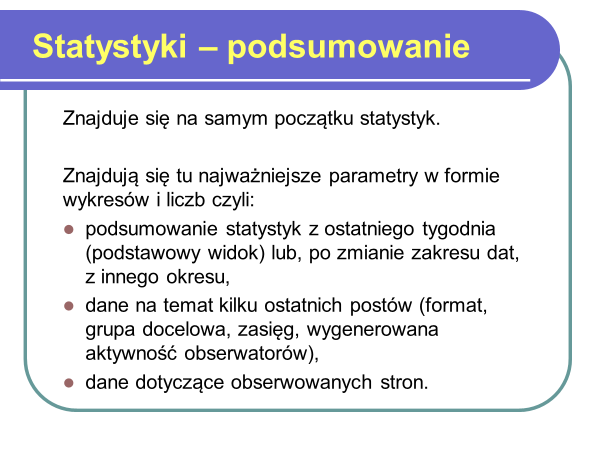 Statystyki – podsumowanie
Znajduje się na samym początku statystyk.
Znajdują się tu najważniejsze parametry w formie
wykresów i liczb czyli:
podsumowanie statystyk z ostatniego tygodnia
(podstawowy widok) lub, po zmianie zakresu dat,
z innego okresu,
dane na temat kilku ostatnich postów (format,
grupa docelowa, zasięg, wygenerowana
aktywność obserwatorów),
dane dotyczące obserwowanych stron.